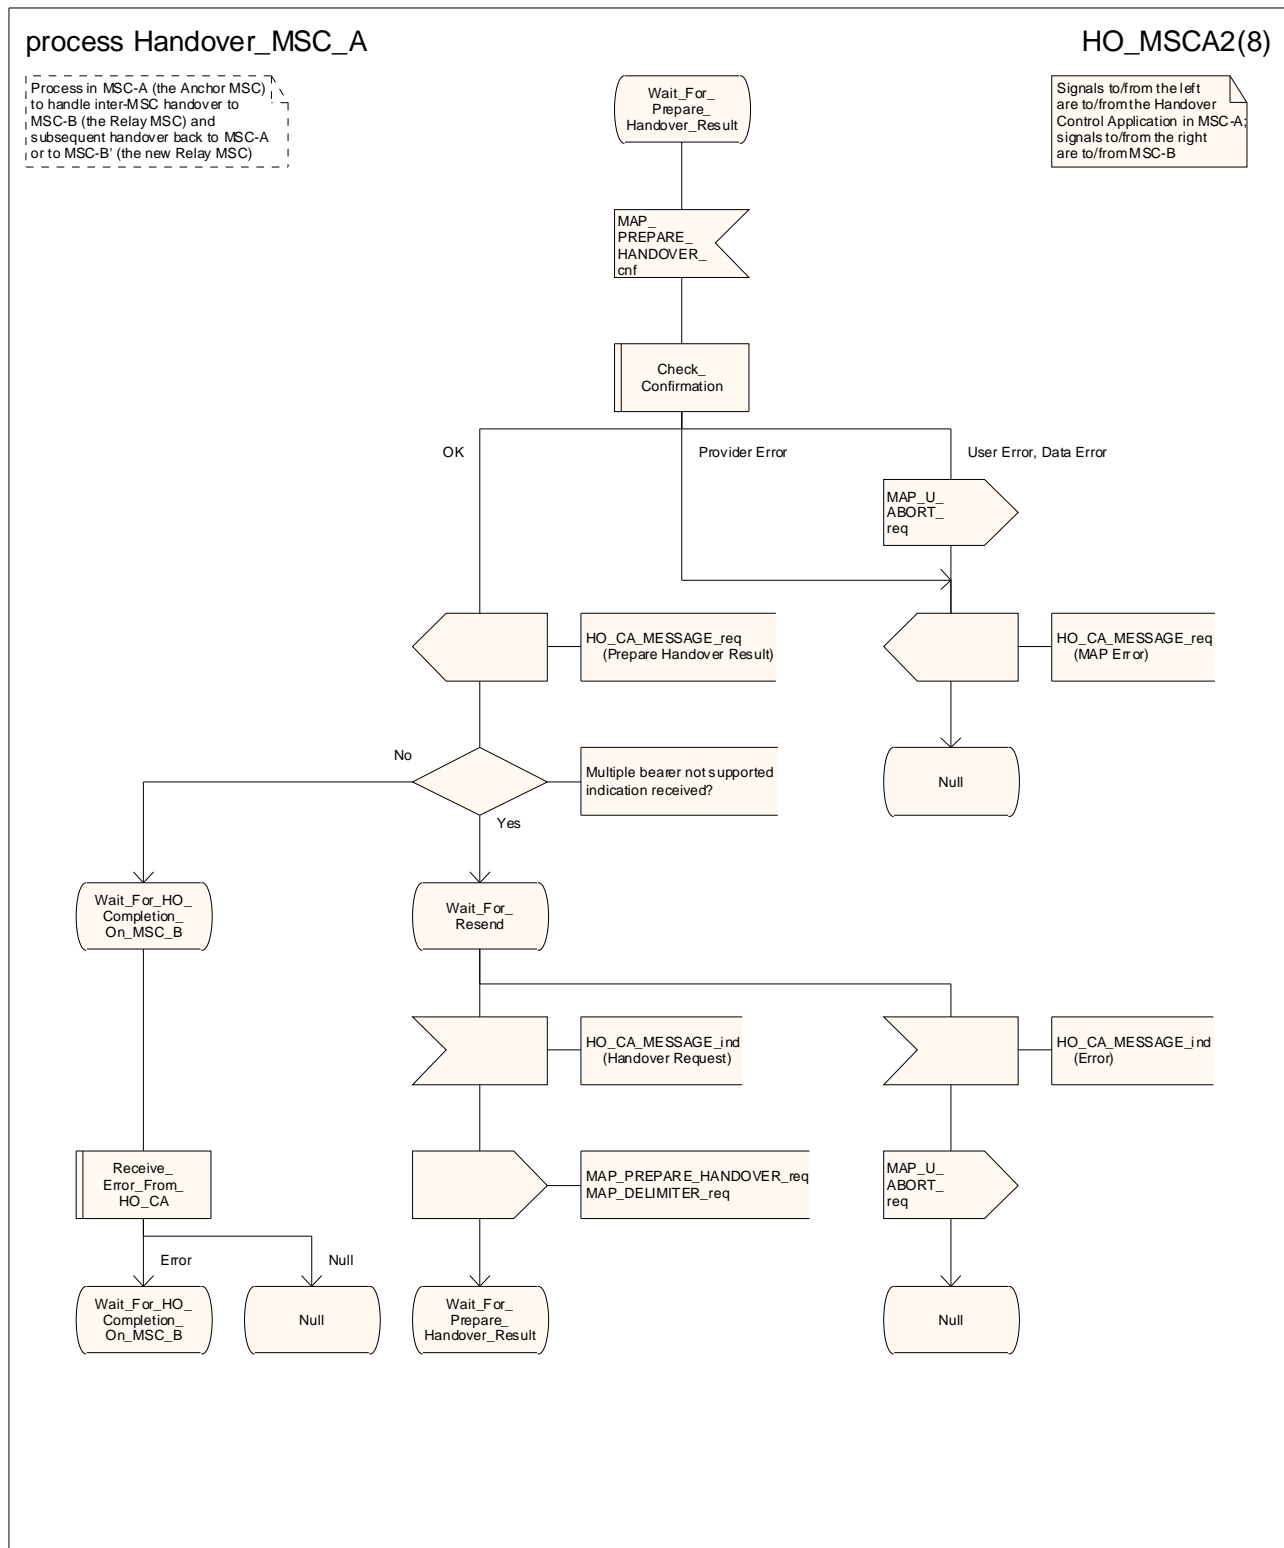 process Handover_MSC_A
HO_MSCA2(8)
Process in MSC-A (the Anchor MSC)
to handle inter-MSC handover to
MSC-B (the Relay MSC) and
subsequent handover back to MSC-A
or to MSC-B' (the new Relay MSC)
Wait_For_
Prepare_
Handover_Result
Signals to/from the left
are to/from the Handover
Control Application in MSC-A;
signals to/from the right
are to/from MSC-B
MAP_
PREPARE_
HANDOVER_
cnf
Check_
Confirmation
OK
Provider Error
User Error, Data Error
MAP_U_
ABORT_
req
HO_CA_MESSAGE_req
(Prepare Handover Result)
HO_CA_MESSAGE_req
(MAP Error)
No
Multiple bearer not supported
indication received?
Null
Yes
Wait_For_HO_
Completion_
On_MSC_B
Wait_For_
Resend
HO_CA_MESSAGE_ind
(Handover Request)
HO_CA_MESSAGE_ind
(Error)
Receive_
Error_From_
HO_CA
MAP_PREPARE_HANDOVER_req
MAP_DELIMITER_req
MAP_U_
ABORT_
req
Error
Null
Wait_For_HO_
Completion_
On_MSC_B
Null
Wait_For_
Prepare_
Handover_Result
Null